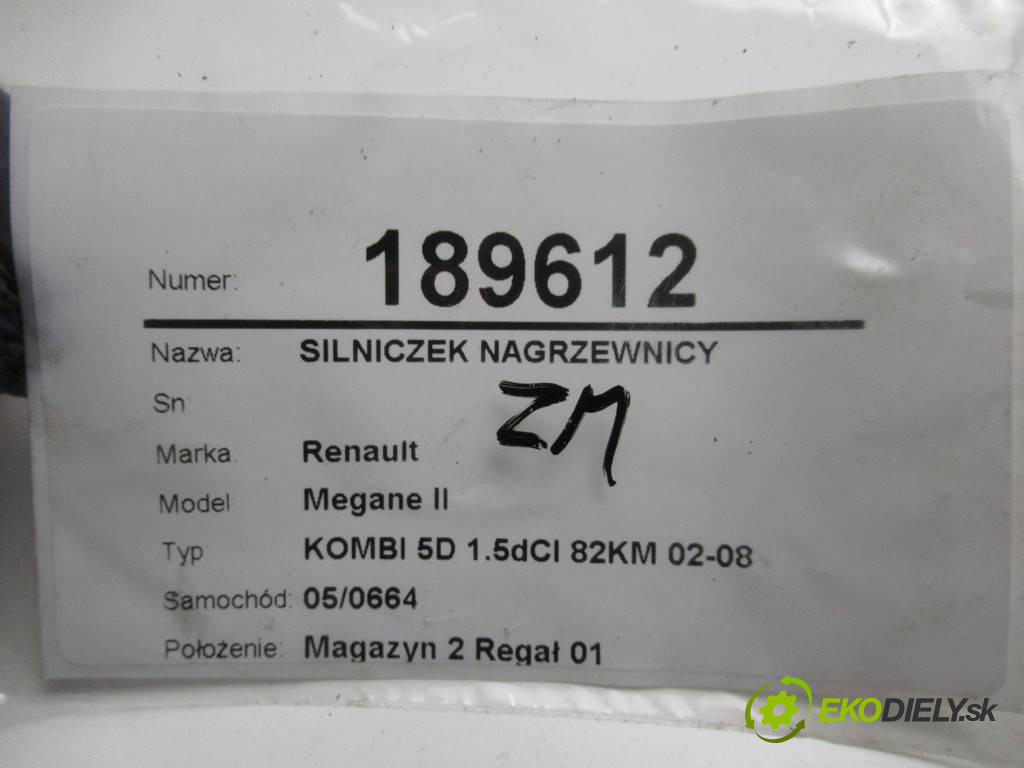 Numer: 189612
Nazwa: SILNICZEK NAGRZEWNICY
Sn
ZM
Marka Renault
Model Megane II
Typ KOMBI 5D 1.5dCI 82KM 02-08
Samochód: 05/0664
Położenie: Magazyn 2 Regał 01
EKODIELY.sk